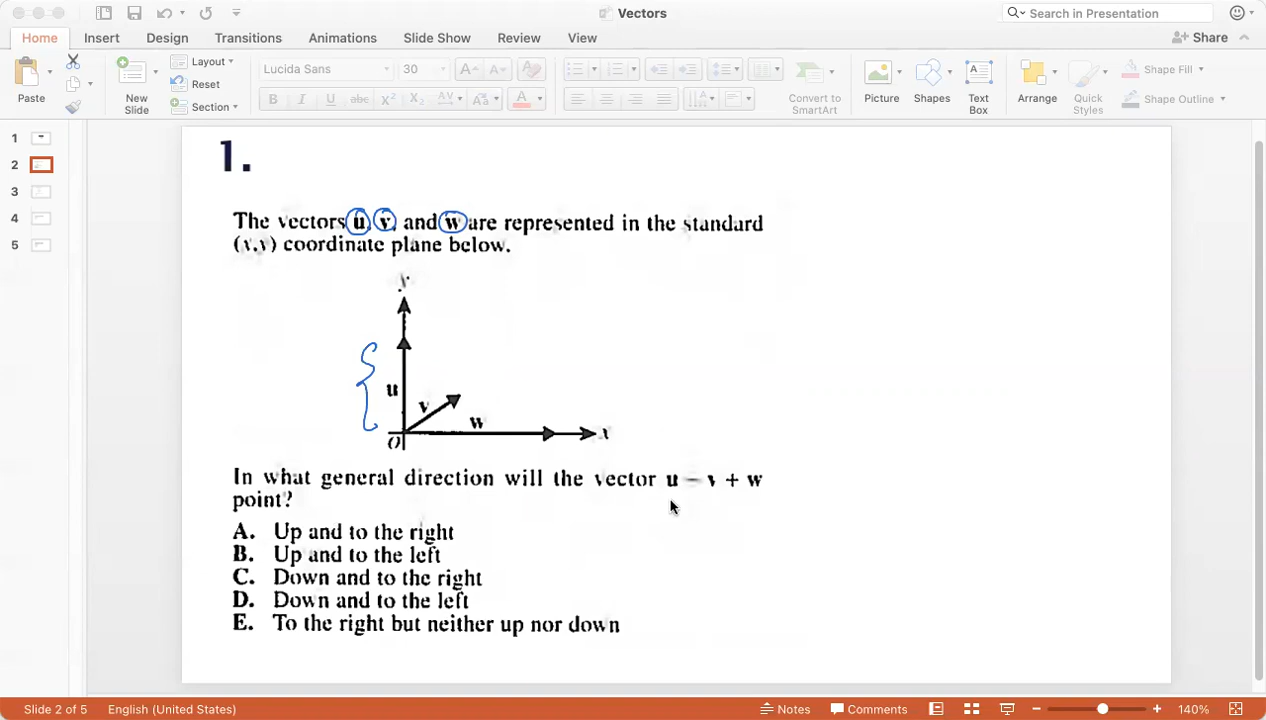 Vectors
Search in Presentation
Home Insert Design Transitions Animations Slide Show Review View
Share
Paste
New
Slide
Layout
Reset
Section
Lucida Sans 30
B I U abc X² X₂ AV Aa A
Convert to
SmartArt
Picture
Shapes
Text
Box
Arrange
Quick
Styles
Shape Fill
Shape Outline
1
2
3
4
5
1.
The vectors u, v, and w are represented in the standard
(x,y) coordinate plane below.
y
u
v
w
O
x
In what general direction will the vector u − v + w
point?
A. Up and to the right
B. Up and to the left
C. Down and to the right
D. Down and to the left
E. To the right but neither up nor down
Slide 2 of 5 English (United States) Notes Comments 140%